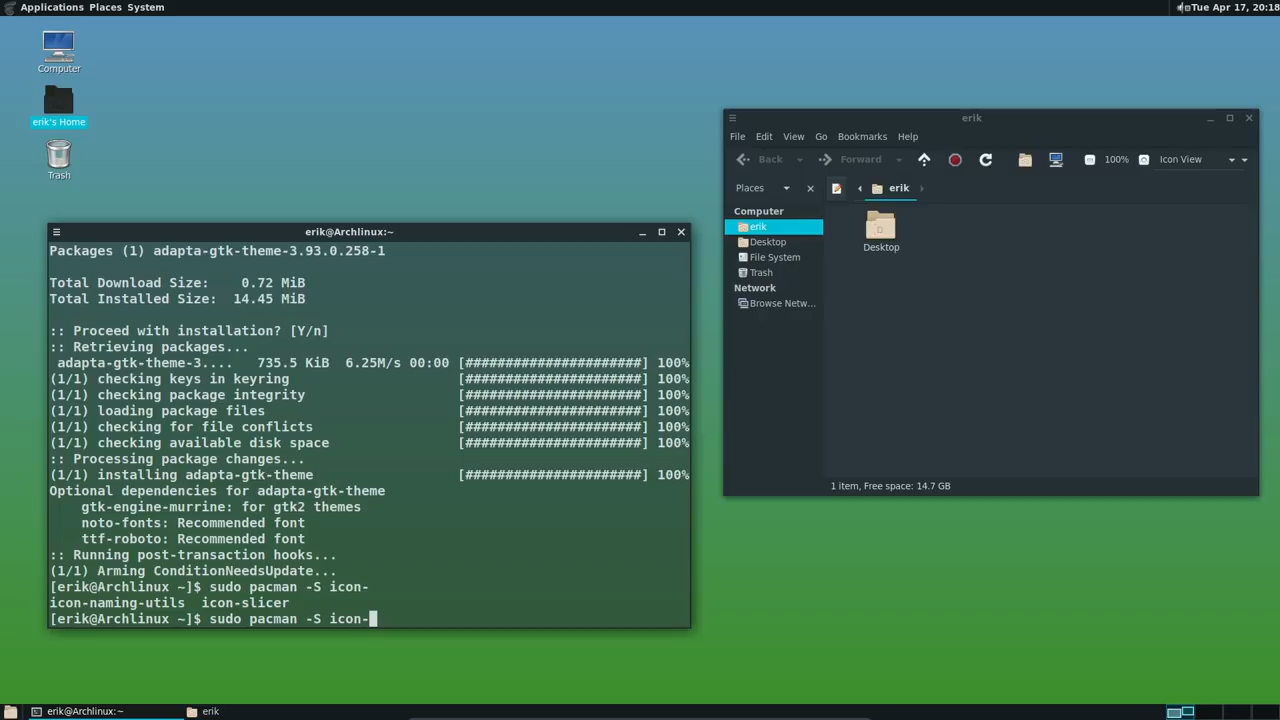 Applications Places System
Tue Apr 17, 20:18
Computer
erik's Home
Trash
erik
File Edit View Go Bookmarks Help
Back Forward 100% Icon View
Places erik
Computer
erik
Desktop
File System
Trash
Network
Browse Netw...
Desktop
1 item, Free space: 14.7 GB
erik@Archlinux:~
Packages (1) adapta-gtk-theme-3.93.0.258-1
Total Download Size:    0.72 MiB
Total Installed Size:  14.45 MiB
:: Proceed with installation? [Y/n]
:: Retrieving packages...
adapta-gtk-theme-3....   735.5 KiB  6.25M/s 00:00 [######################] 100%
(1/1) checking keys in keyring                     [######################] 100%
(1/1) checking package integrity                   [######################] 100%
(1/1) loading package files                        [######################] 100%
(1/1) checking for file conflicts                  [######################] 100%
(1/1) checking available disk space                [######################] 100%
:: Processing package changes...
(1/1) installing adapta-gtk-theme                  [######################] 100%
Optional dependencies for adapta-gtk-theme
    gtk-engine-murrine: for gtk2 themes
    noto-fonts: Recommended font
    ttf-roboto: Recommended font
:: Running post-transaction hooks...
(1/1) Arming ConditionNeedsUpdate...
[erik@Archlinux ~]$ sudo pacman -S icon-
icon-naming-utils  icon-slicer
[erik@Archlinux ~]$ sudo pacman -S icon-
erik@Archlinux:~
erik